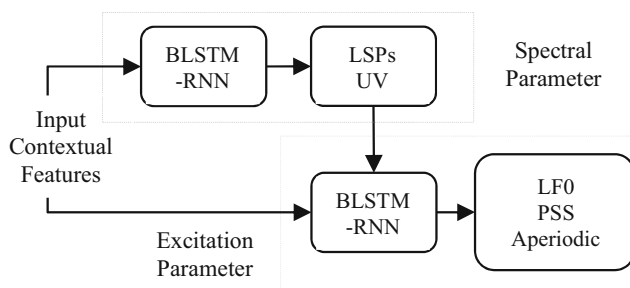 BLSTM
-RNN
LSPs
UV
Spectral
Parameter
Input
Contextual
Features
BLSTM
-RNN
LF0
PSS
Aperiodic
Excitation
Parameter